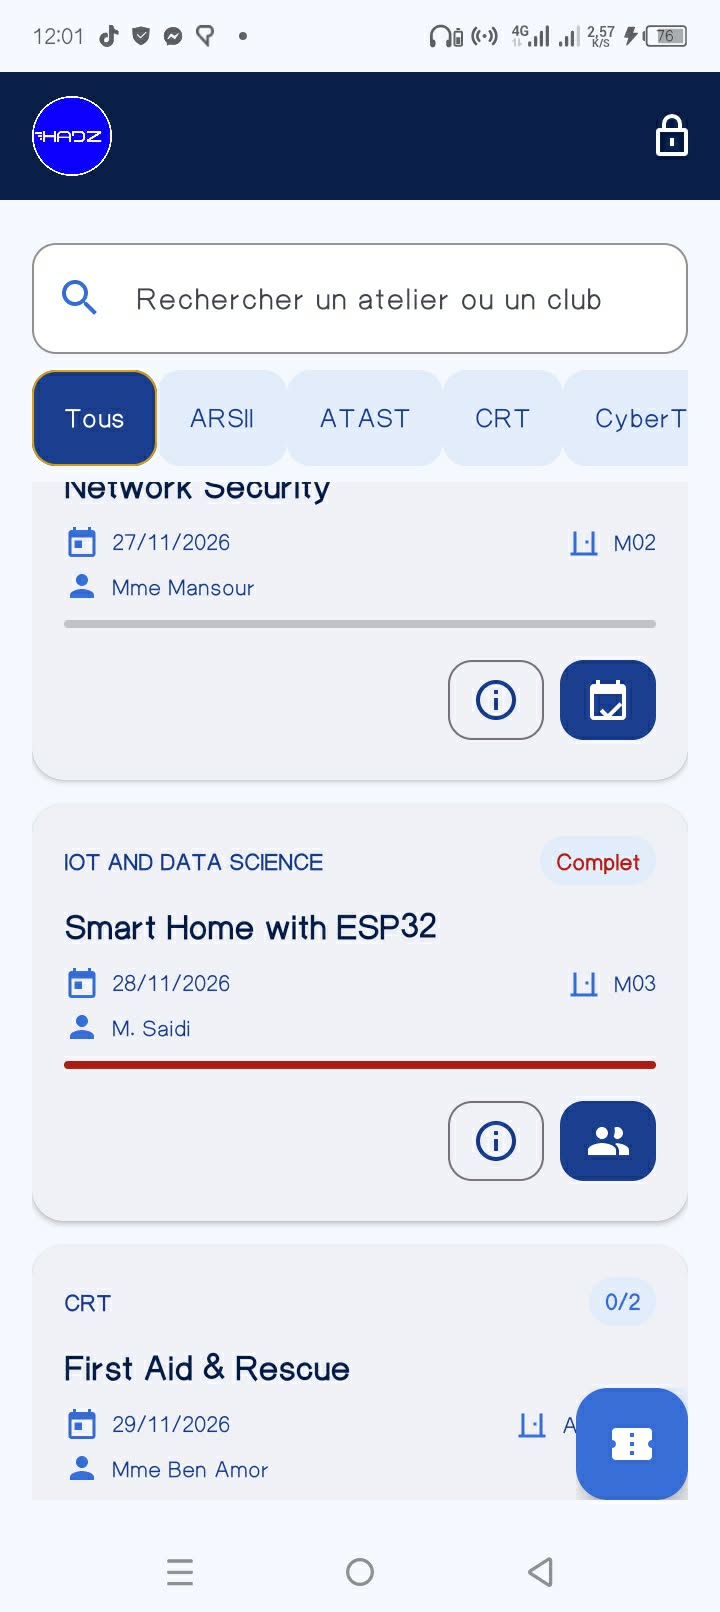 12:01
4G
2,57
K/S
76
HADZ
Rechercher un atelier ou un club
Tous
ARSII
ATAST
CRT
CyberT
Network Security
27/11/2026
M02
Mme Mansour
IOT AND DATA SCIENCE
Complet
Smart Home with ESP32
28/11/2026
M03
M. Saidi
CRT
0/2
First Aid & Rescue
29/11/2026
A
Mme Ben Amor